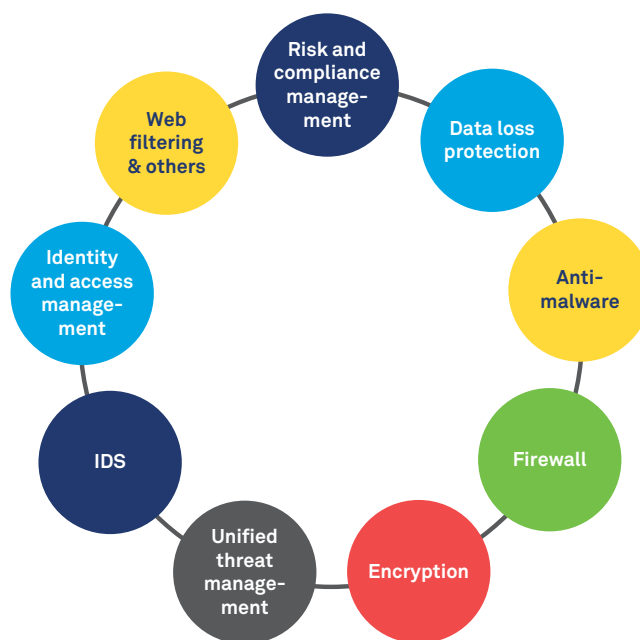 Risk and
compliance
manage-
ment
Data loss
protection
Anti-
malware
Firewall
Encryption
Unified
threat
manage-
ment
IDS
Identity
and access
manage-
ment
Web
filtering
& others